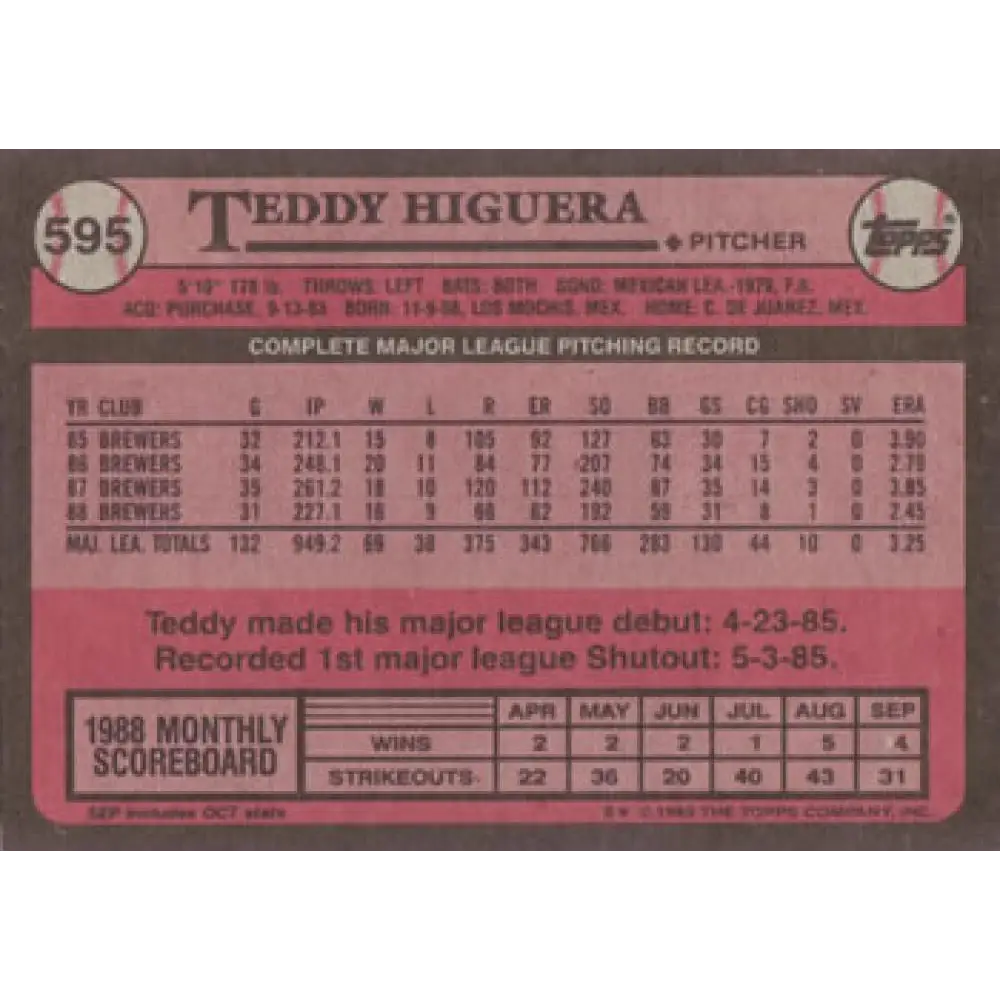 595
TEDDY HIGUERA
PITCHER
Topps®
5'10" 178 lb. THROWS: LEFT BATS: BOTH SGND: MEXICAN LEA.-1979, F.A.
ACQ: PURCHASE, 9-13-83 BORN: 11-9-58, LOS MOCHIS, MEX. HOME: C. DE JUAREZ, MEX.
COMPLETE MAJOR LEAGUE PITCHING RECORD
YR CLUB G IP W L R ER SO BB GS CG SHO SV ERA
85 BREWERS 32 212.1 15 8 105 92 127 63 30 7 2 0 3.90
86 BREWERS 34 248.1 20 11 84 77 207 74 34 15 4 0 2.79
87 BREWERS 35 261.2 18 10 120 112 240 87 35 14 3 0 3.85
88 BREWERS 31 227.1 16 9 66 62 192 59 31 8 1 0 2.45
MAJ. LEA. TOTALS 132 949.2 69 38 375 343 766 283 130 44 10 0 3.25
Teddy made his major league debut: 4-23-85.
Recorded 1st major league Shutout: 5-3-85.
1988 MONTHLY SCOREBOARD
APR MAY JUN JUL AUG SEP
WINS 2 2 2 1 5 4
STRIKEOUTS 22 36 20 40 43 31
SEP includes OCT stats
© 1989 THE TOPPS COMPANY, INC.